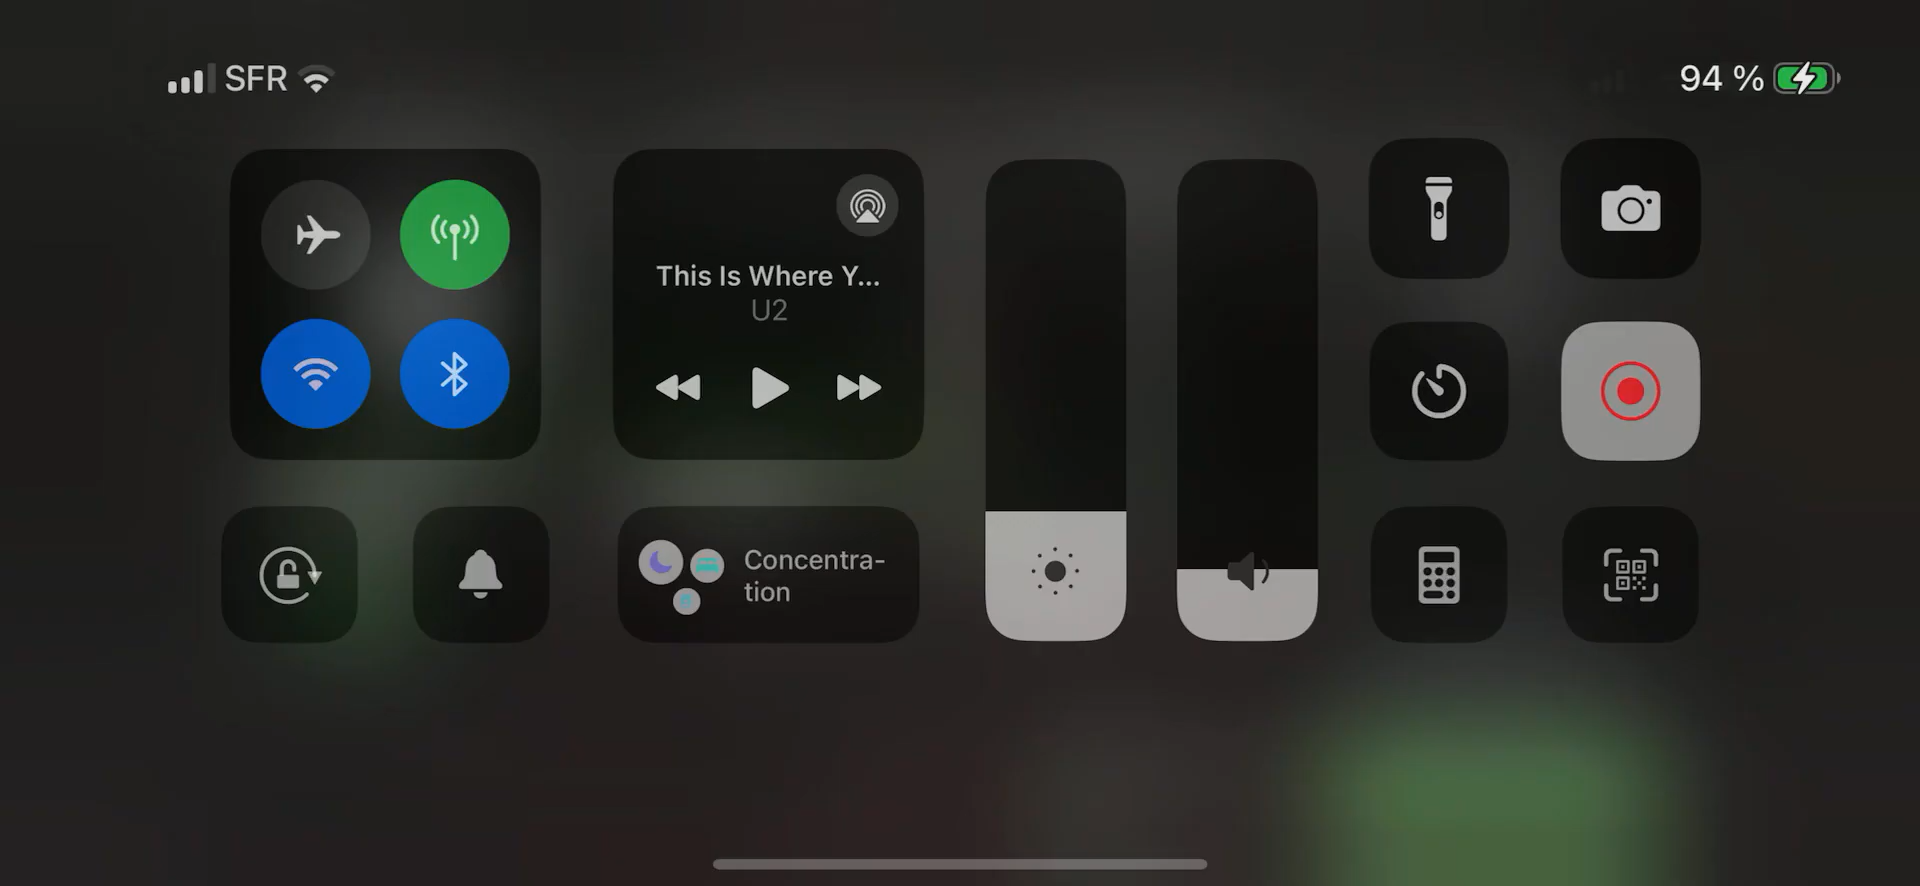 SFR
94 %
This Is Where Y...
U2
Concentra-
tion